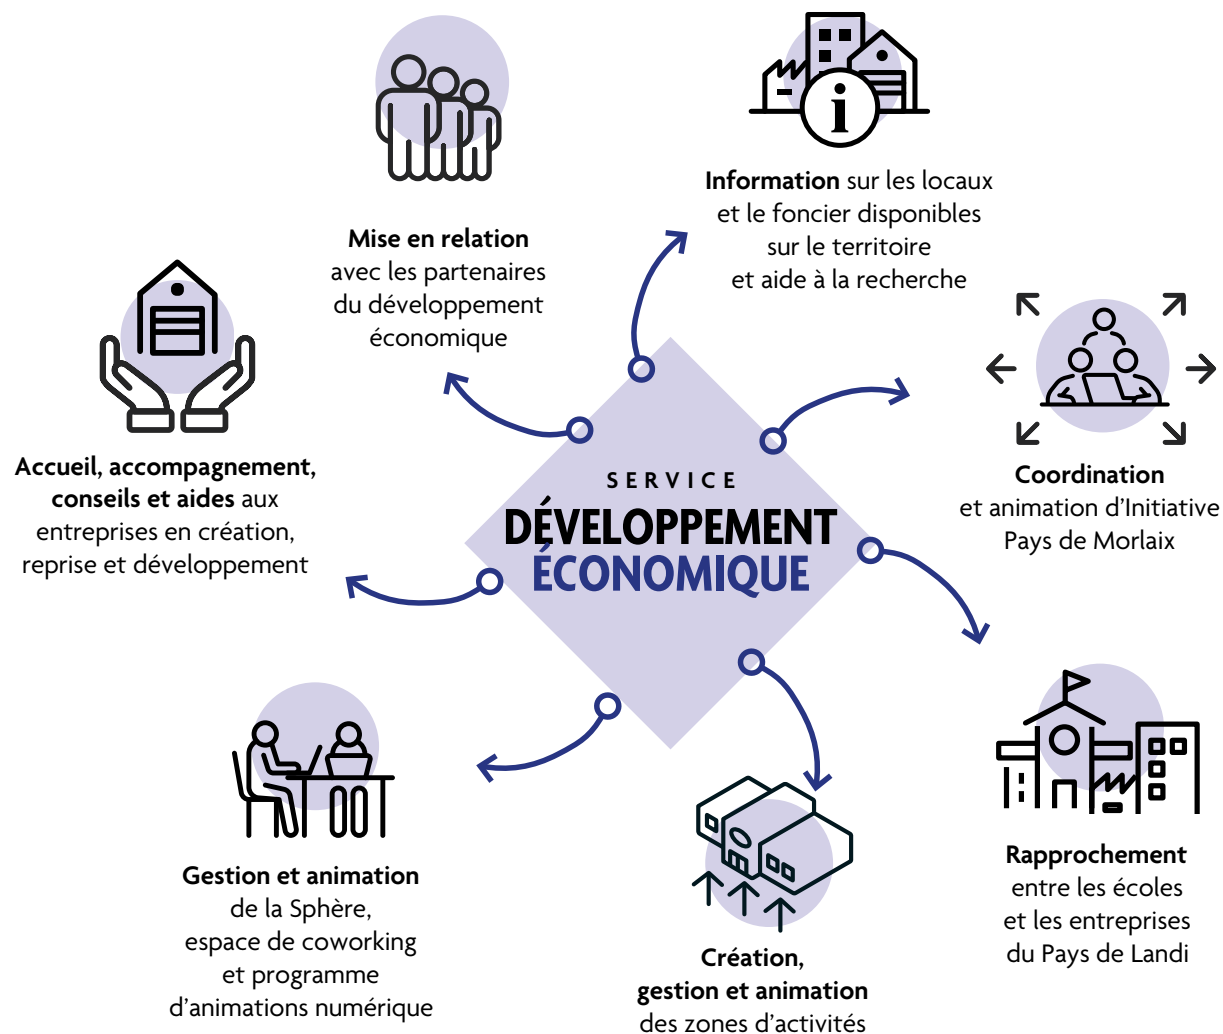 SERVICE
DÉVELOPPEMENT
ÉCONOMIQUE
Mise en relation
avec les partenaires
du développement
économique
Information sur les locaux
et le foncier disponibles
sur le territoire
et aide à la recherche
Coordination
et animation d’Initiative
Pays de Morlaix
Rapprochement
entre les écoles
et les entreprises
du Pays de Landi
Création,
gestion et animation
des zones d’activités
Gestion et animation
de la Sphère,
espace de coworking
et programme
d’animations numérique
Accueil, accompagnement,
conseils et aides aux
entreprises en création,
reprise et développement